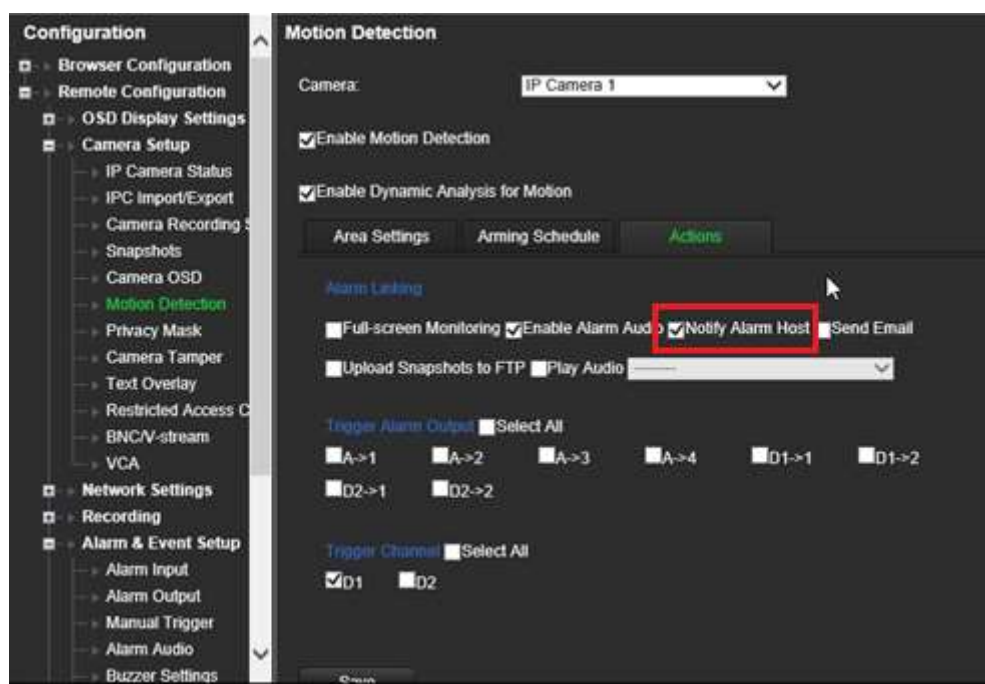 Configuration
Browser Configuration
Remote Configuration
OSD Display Settings
Camera Setup
IP Camera Status
IPC Import/Export
Camera Recording S
Snapshots
Camera OSD
Motion Detection
Privacy Mask
Camera Tamper
Text Overlay
Restricted Access C
BNC/V-stream
VCA
Network Settings
Recording
Alarm & Event Setup
Alarm Input
Alarm Output
Manual Trigger
Alarm Audio
Buzzer Settings
Motion Detection
Camera: IP Camera 1
Enable Motion Detection
Enable Dynamic Analysis for Motion
Area Settings Arming Schedule Actions
Alarm Linking
Full-screen Monitoring Enable Alarm Audio Notify Alarm Host Send Email
Upload Snapshots to FTP Play Audio --------
Trigger Alarm Output Select All
A->1 A->2 A->3 A->4 D1->1 D1->2
D2->1 D2->2
Trigger Channel Select All
D1 D2
Save